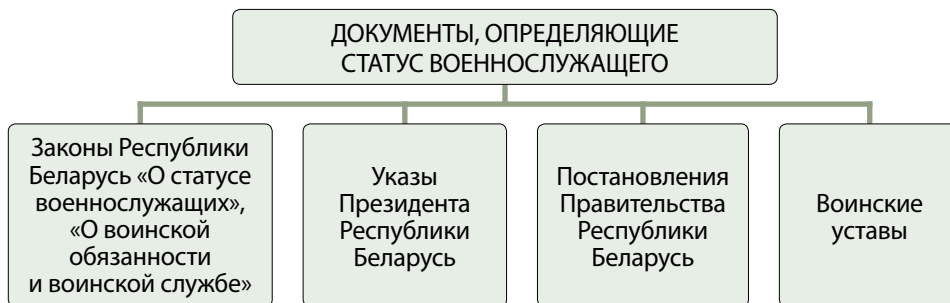 ДОКУМЕНТЫ, ОПРЕДЕЛЯЮЩИЕ
СТАТУС ВОЕННОСЛУЖАЩЕГО
Законы Республики
Беларусь «О статусе
военнослужащих»,
«О воинской
обязанности
и воинской службе»
Указы
Президента
Республики
Беларусь
Постановления
Правительства
Республики
Беларусь
Воинские
уставы